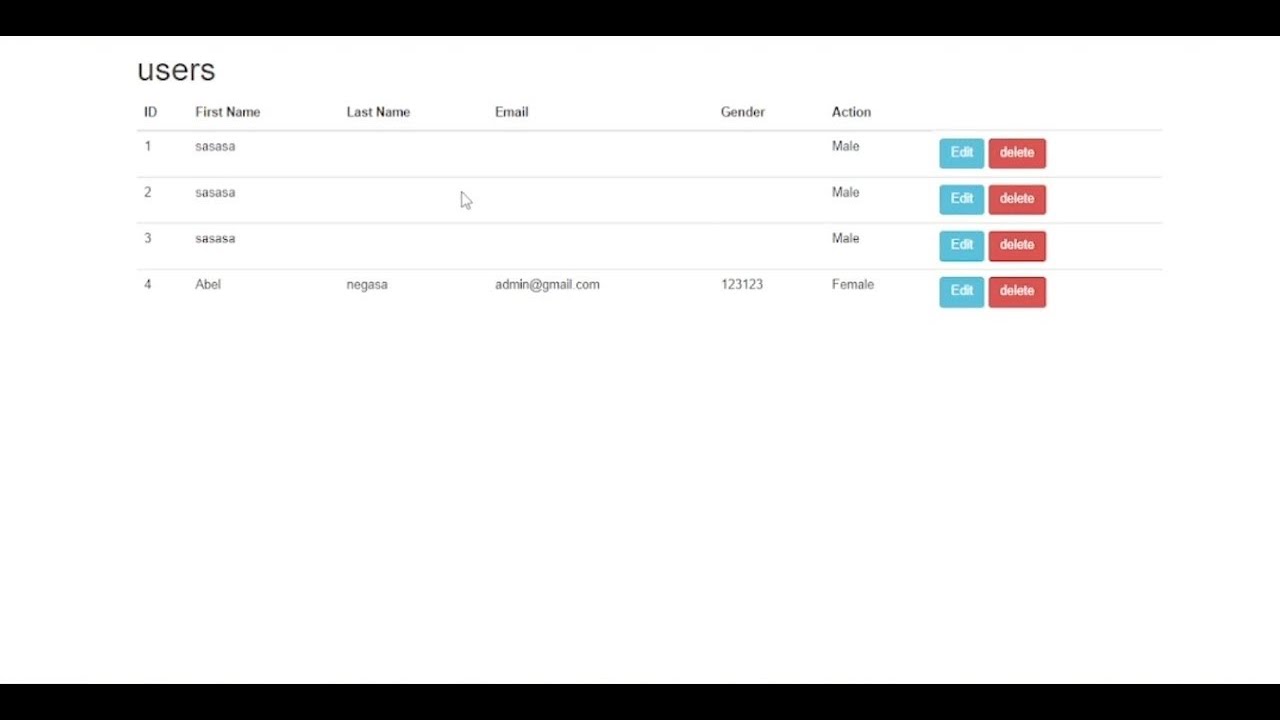 users
ID First Name Last Name Email Gender Action
1 sasasa Male Edit delete
2 sasasa Male Edit delete
3 sasasa Male Edit delete
4 Abel negasa admin@gmail.com 123123 Female Edit delete